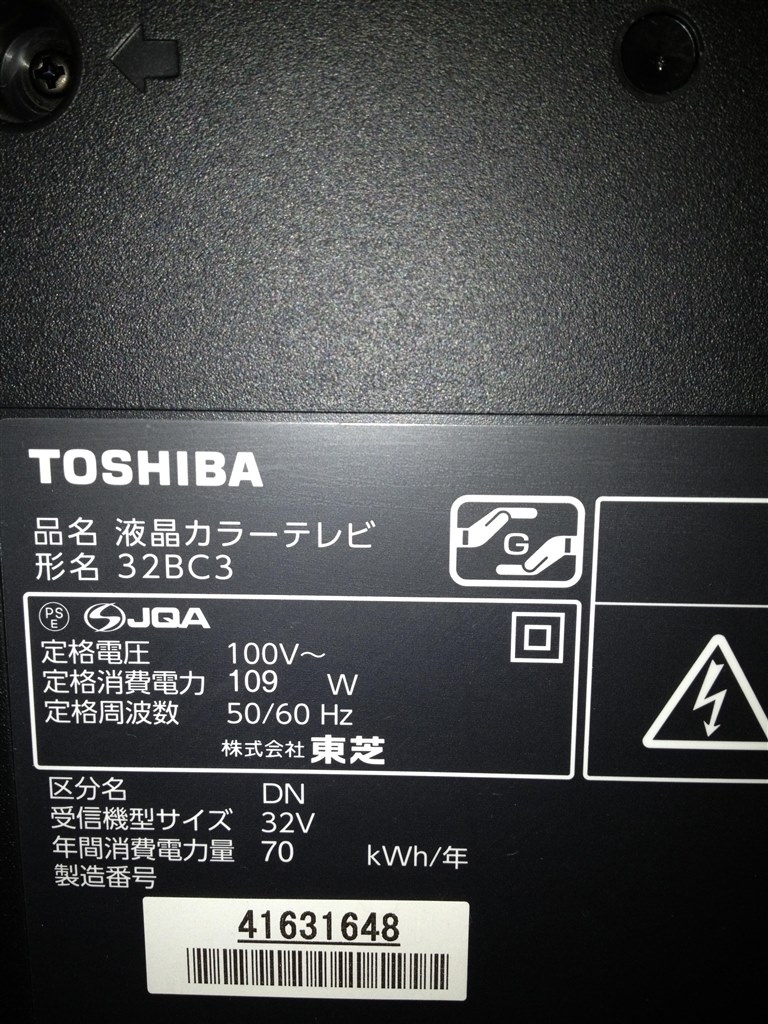 TOSHIBA
品名 液晶カラーテレビ
形名 32BC3
G
PS
E
JQA
定格電圧 100V～
定格消費電力 109 W
定格周波数 50/60 Hz
株式会社 東芝
区分名 DN
受信機型サイズ 32V
年間消費電力量 70 kWh/年
製造番号
41631648